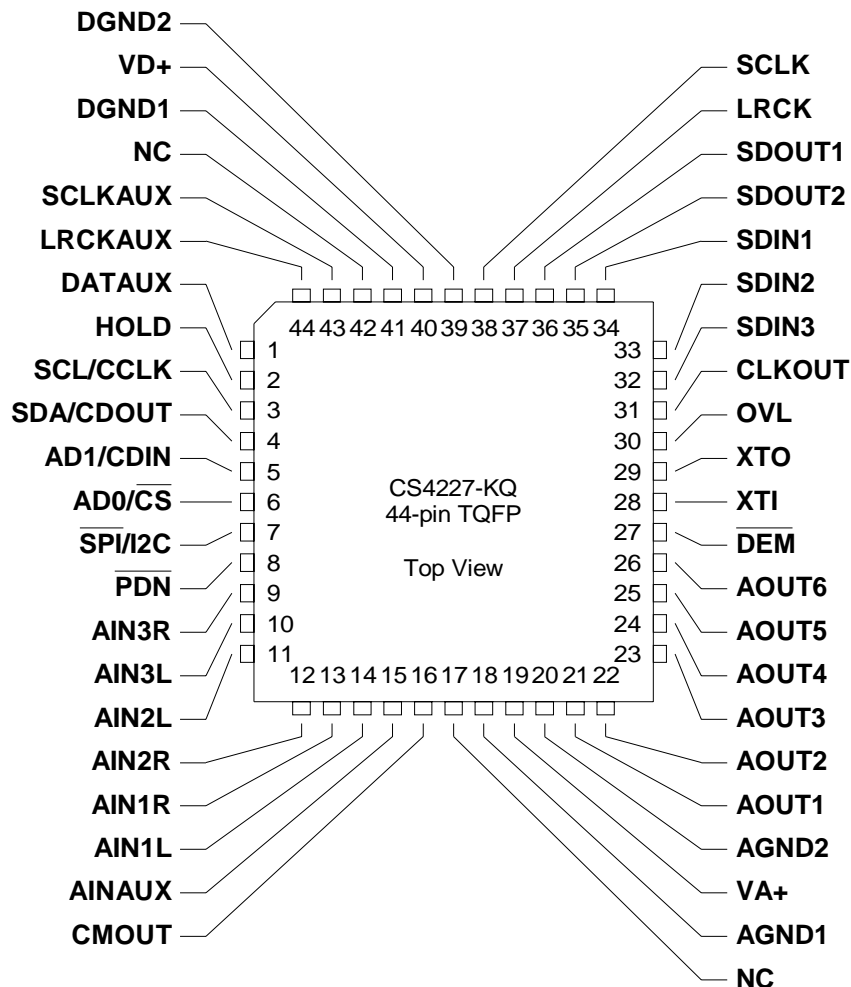 DGND2
VD+
DGND1
NC
SCLKAUX
LRCKAUX
DATAUX
HOLD
SCL/CCLK
SDA/CDOUT
AD1/CDIN
AD0/C̅S̅
S̅P̅I̅/I2C
P̅D̅N̅
AIN3R
AIN3L
AIN2L
AIN2R
AIN1R
AIN1L
AINAUX
CMOUT
44 43 42 41 40 39 38 37 36 35 34
1
2
3
4
5
6
7
8
9
10
11
CS4227-KQ
44-pin TQFP
Top View
33
32
31
30
29
28
27
26
25
24
23
12 13 14 15 16 17 18 19 20 21 22
SCLK
LRCK
SDOUT1
SDOUT2
SDIN1
SDIN2
SDIN3
CLKOUT
OVL
XTO
XTI
D̅E̅M̅
AOUT6
AOUT5
AOUT4
AOUT3
AOUT2
AOUT1
AGND2
VA+
AGND1
NC